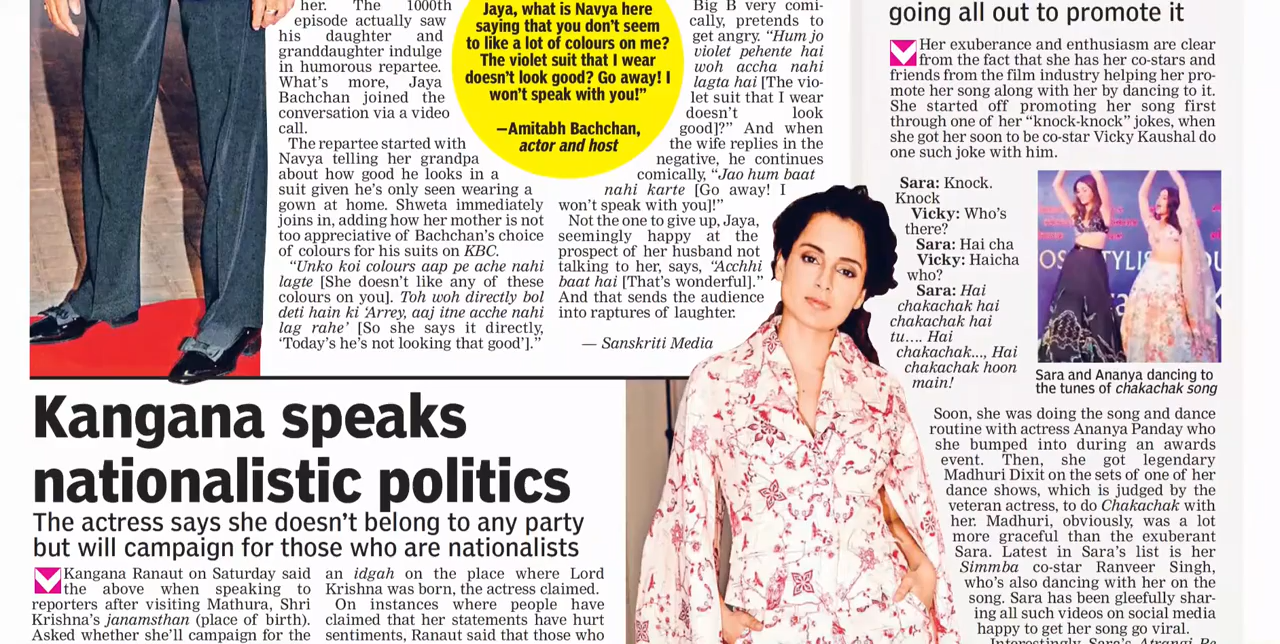 her. The 1000th
episode actually saw
his daughter and
granddaughter indulge
in humorous repartee.
What's more, Jaya
Bachchan joined the
conversation via a video
call.
The repartee started with
Navya telling her grandpa
about how good he looks in a
suit given he's only seen wearing a
gown at home. Shweta immediately
joins in, adding how her mother is not
too appreciative of Bachchan's choice
of colours for his suits on KBC.
“Unko koi colours aap pe ache nahi
lagte [She doesn't like any of these
colours on you]. Toh woh directly bol
deti hain ki ‘Arrey, aaj itne acche nahi
lag rahe’ [So she says it directly,
‘Today's he's not looking that good’].”
Jaya, what is Navya here
saying that you don't seem
to like a lot of colours on me?
The violet suit that I wear
doesn't look good? Go away! I
won't speak with you!”
—Amitabh Bachchan,
actor and host
Big B very comi-
cally, pretends to
get angry. “Hum jo
violet pehente hai
woh accha nahi
lagta hai [The vio-
let suit that I wear
doesn't look
good]?” And when
the wife replies in the
negative, he continues
comically, “Jao hum baat
nahi karte [Go away! I
won't speak with you]!”
Not the one to give up, Jaya,
seemingly happy at the
prospect of her husband not
talking to her, says, “Acchhi
baat hai [That's wonderful].”
And that sends the audience
into raptures of laughter.
— Sanskriti Media
going all out to promote it
Her exuberance and enthusiasm are clear
from the fact that she has her co-stars and
friends from the film industry helping her pro-
mote her song along with her by dancing to it.
She started off promoting her song first
through one of her “knock-knock” jokes, when
she got her soon to be co-star Vicky Kaushal do
one such joke with him.
Sara: Knock.
Knock
Vicky: Who's
there?
Sara: Hai cha
Vicky: Haicha
who?
Sara: Hai
chakachak hai
chakachak hai
tu…. Hai
chakachak..., Hai
chakachak hoon
main!
Sara and Ananya dancing to
the tunes of chakachak song
Soon, she was doing the song and dance
routine with actress Ananya Panday who
she bumped into during an awards
event. Then, she got legendary
Madhuri Dixit on the sets of one of her
dance shows, which is judged by the
veteran actress, to do Chakachak with
her. Madhuri, obviously, was a lot
more graceful than the exuberant
Sara. Latest in Sara's list is her
Simmba co-star Ranveer Singh,
who's also dancing with her on the
song. Sara has been gleefully shar-
ing all such videos on social media
happy to get her song go viral.
Interestingly, Sara's Atrangi Re
Kangana speaks
nationalistic politics
The actress says she doesn't belong to any party
but will campaign for those who are nationalists
Kangana Ranaut on Saturday said
the above when speaking to
reporters after visiting Mathura, Shri
Krishna's janamsthan (place of birth).
Asked whether she'll campaign for the
an idgah on the place where Lord
Krishna was born, the actress claimed.
On instances where people have
claimed that her statements have hurt
sentiments, Ranaut said that those who